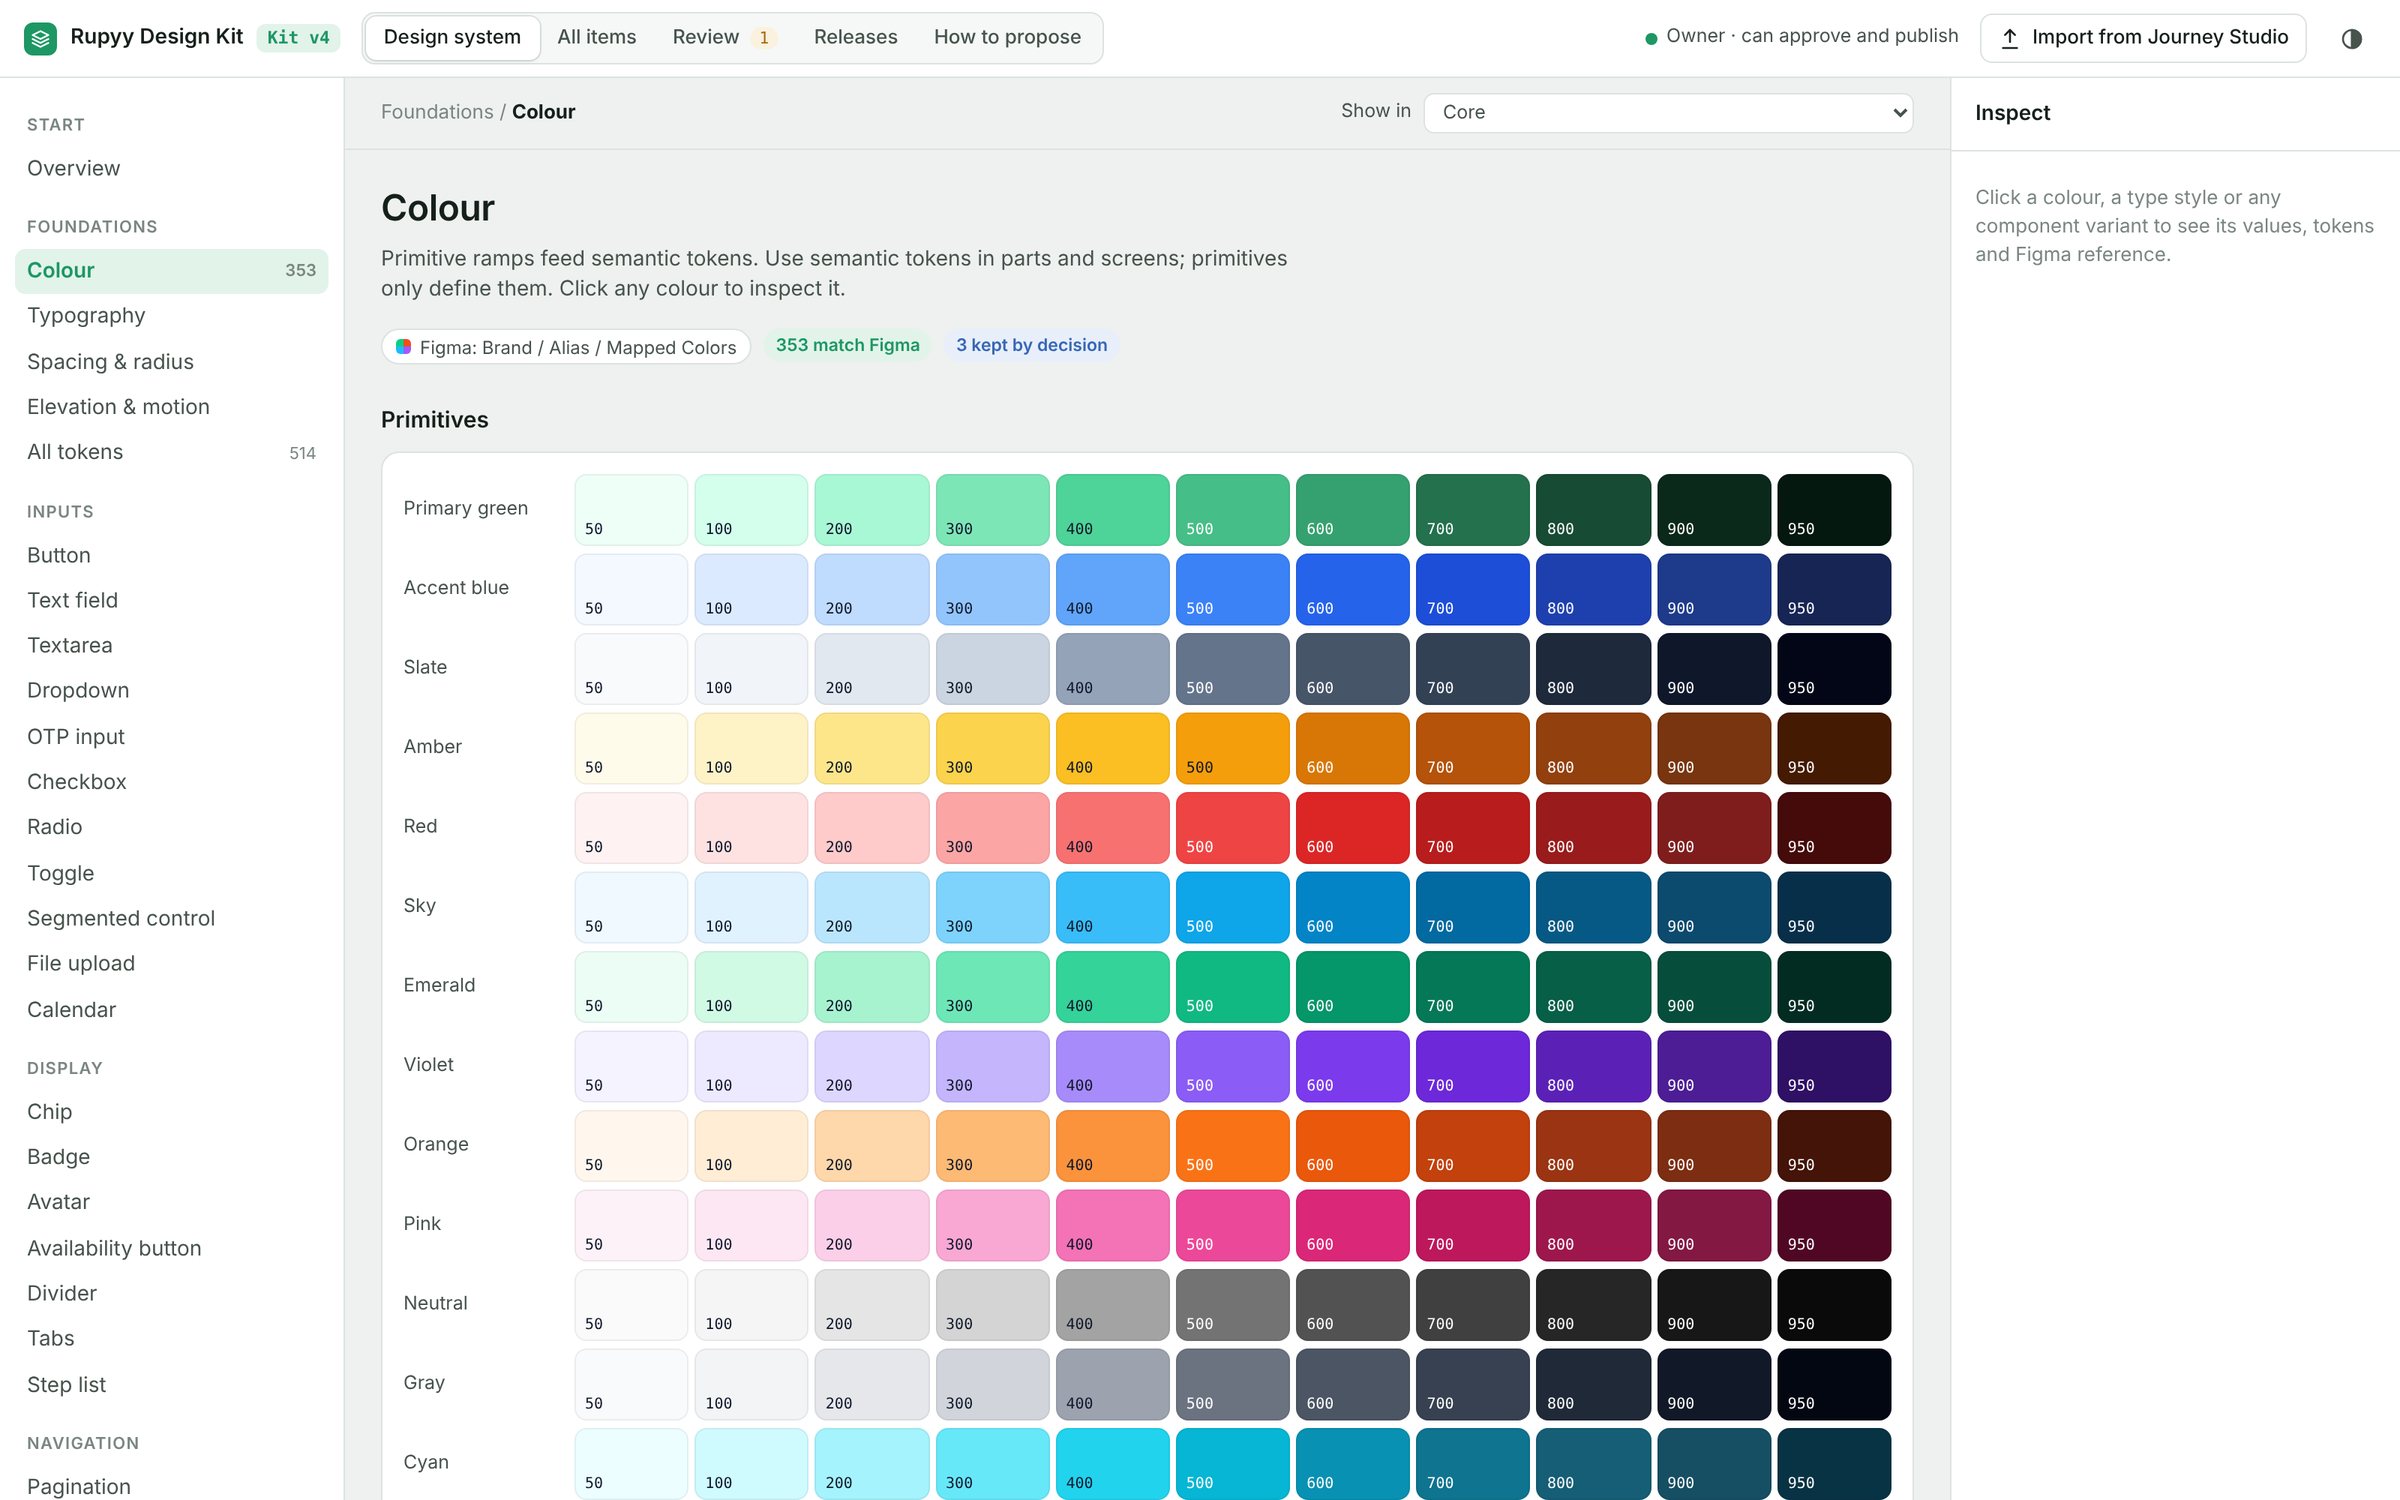 Rupyy Design Kit Kit v4 Design system All items Review 1 Releases How to propose Owner · can approve and publish Import from Journey Studio
START
Overview
FOUNDATIONS
Colour 353
Typography
Spacing & radius
Elevation & motion
All tokens 514
INPUTS
Button
Text field
Textarea
Dropdown
OTP input
Checkbox
Radio
Toggle
Segmented control
File upload
Calendar
DISPLAY
Chip
Badge
Avatar
Availability button
Divider
Tabs
Step list
NAVIGATION
Pagination
Foundations / Colour Show in Core
Colour
Primitive ramps feed semantic tokens. Use semantic tokens in parts and screens; primitives
only define them. Click any colour to inspect it.
Figma: Brand / Alias / Mapped Colors 353 match Figma 3 kept by decision
Primitives
Primary green 50 100 200 300 400 500 600 700 800 900 950
Accent blue 50 100 200 300 400 500 600 700 800 900 950
Slate 50 100 200 300 400 500 600 700 800 900 950
Amber 50 100 200 300 400 500 600 700 800 900 950
Red 50 100 200 300 400 500 600 700 800 900 950
Sky 50 100 200 300 400 500 600 700 800 900 950
Emerald 50 100 200 300 400 500 600 700 800 900 950
Violet 50 100 200 300 400 500 600 700 800 900 950
Orange 50 100 200 300 400 500 600 700 800 900 950
Pink 50 100 200 300 400 500 600 700 800 900 950
Neutral 50 100 200 300 400 500 600 700 800 900 950
Gray 50 100 200 300 400 500 600 700 800 900 950
Cyan 50 100 200 300 400 500 600 700 800 900 950
Inspect
Click a colour, a type style or any
component variant to see its values, tokens
and Figma reference.